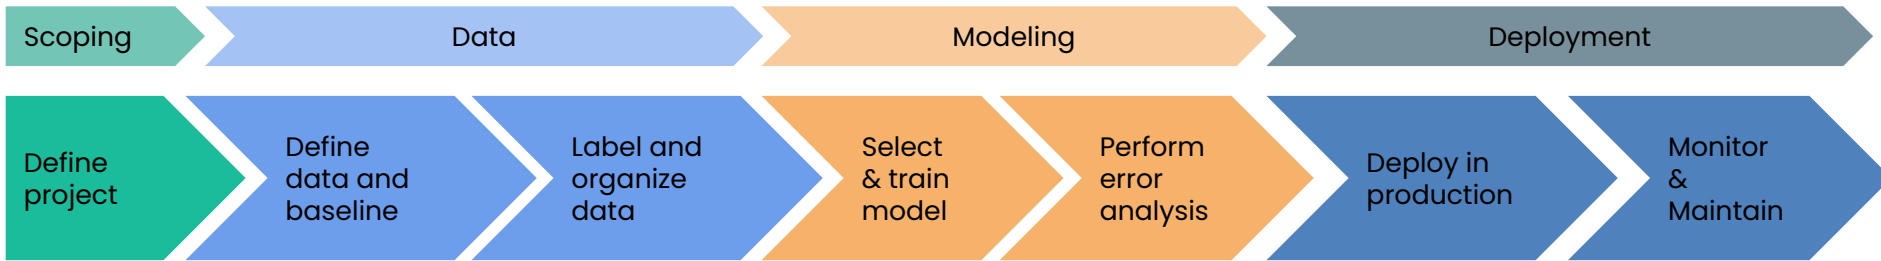 Scoping
Data
Modeling
Deployment
Define
project
Define
data and
baseline
Label and
organize
data
Select
& train
model
Perform
error
analysis
Deploy in
production
Monitor
&
Maintain